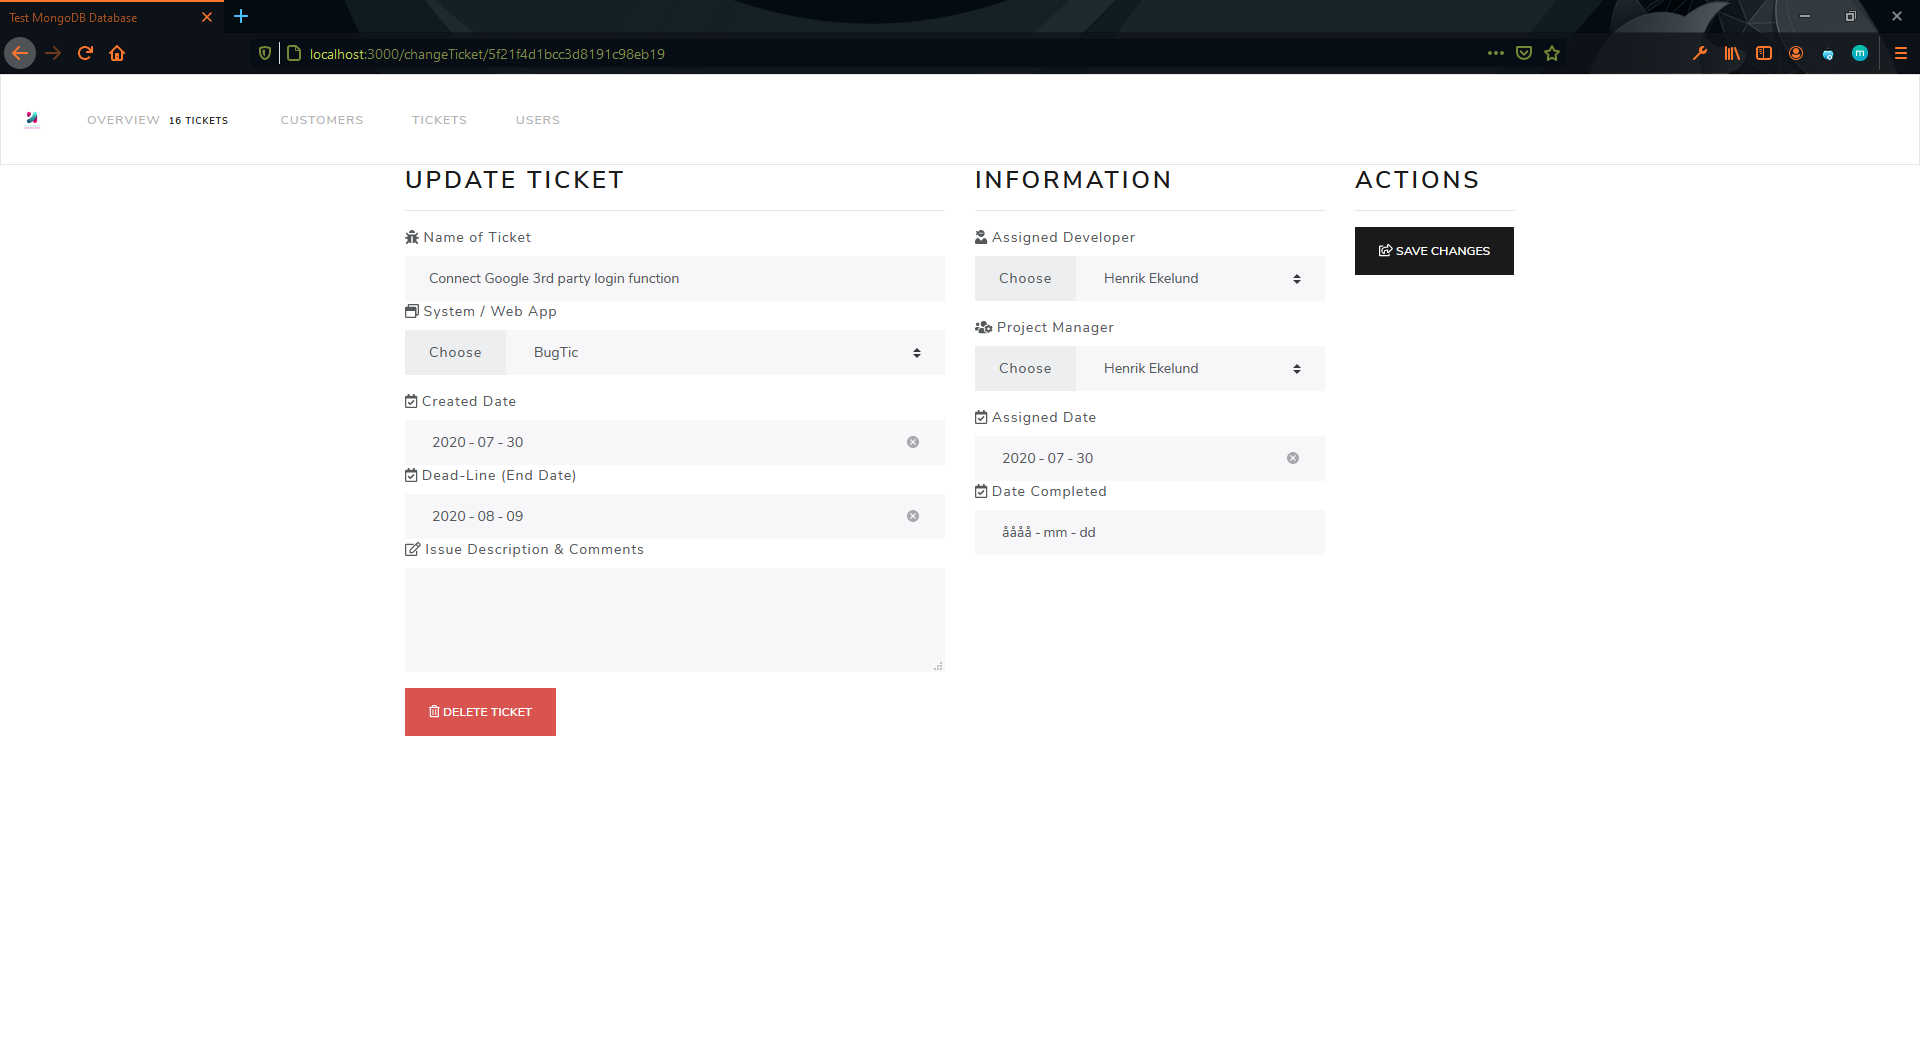 Test MongoDB Database
localhost:3000/changeTicket/5f21f4d1bcc3d8191c98eb19
m
OVERVIEW 16 TICKETS CUSTOMERS TICKETS USERS
UPDATE TICKET
Name of Ticket
Connect Google 3rd party login function
System / Web App
Choose BugTic
Created Date
2020 - 07 - 30
Dead-Line (End Date)
2020 - 08 - 09
Issue Description & Comments
DELETE TICKET
INFORMATION
Assigned Developer
Choose Henrik Ekelund
Project Manager
Choose Henrik Ekelund
Assigned Date
2020 - 07 - 30
Date Completed
åååå - mm - dd
ACTIONS
SAVE CHANGES